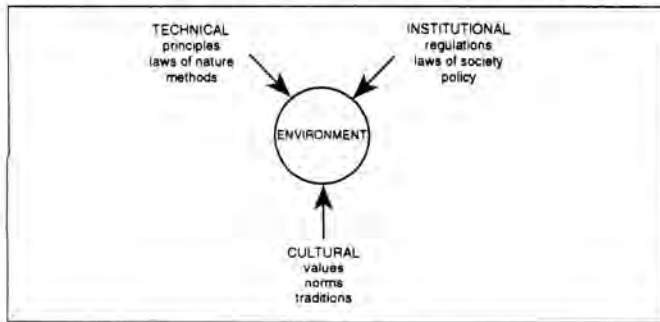 TECHNICAL
principles
laws of nature
methods
INSTITUTIONAL
regulations
laws of society
policy
ENVIRONMENT
CULTURAL
values
norms
traditions